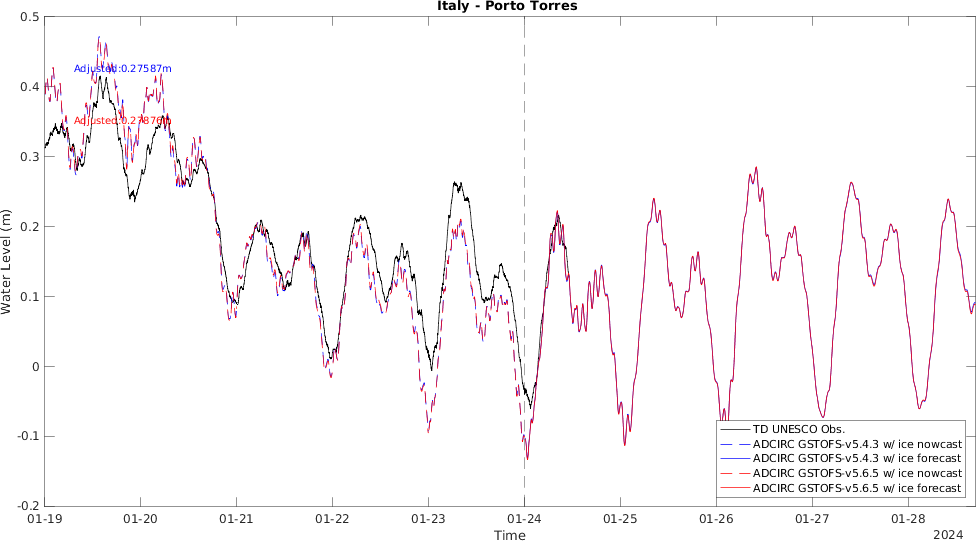 Italy - Porto Torres
0.5
0.4
0.3
0.2
0.1
0
-0.1
-0.2
Water Level (m)
Adjusted:0.27587m
Adjusted:0.27876m
TD UNESCO Obs.
ADCIRC GSTOFS-v5.4.3 w/ ice nowcast
ADCIRC GSTOFS-v5.4.3 w/ ice forecast
ADCIRC GSTOFS-v5.6.5 w/ ice nowcast
ADCIRC GSTOFS-v5.6.5 w/ ice forecast
01-19 01-20 01-21 01-22 01-23 01-24 01-25 01-26 01-27 01-28
Time
2024